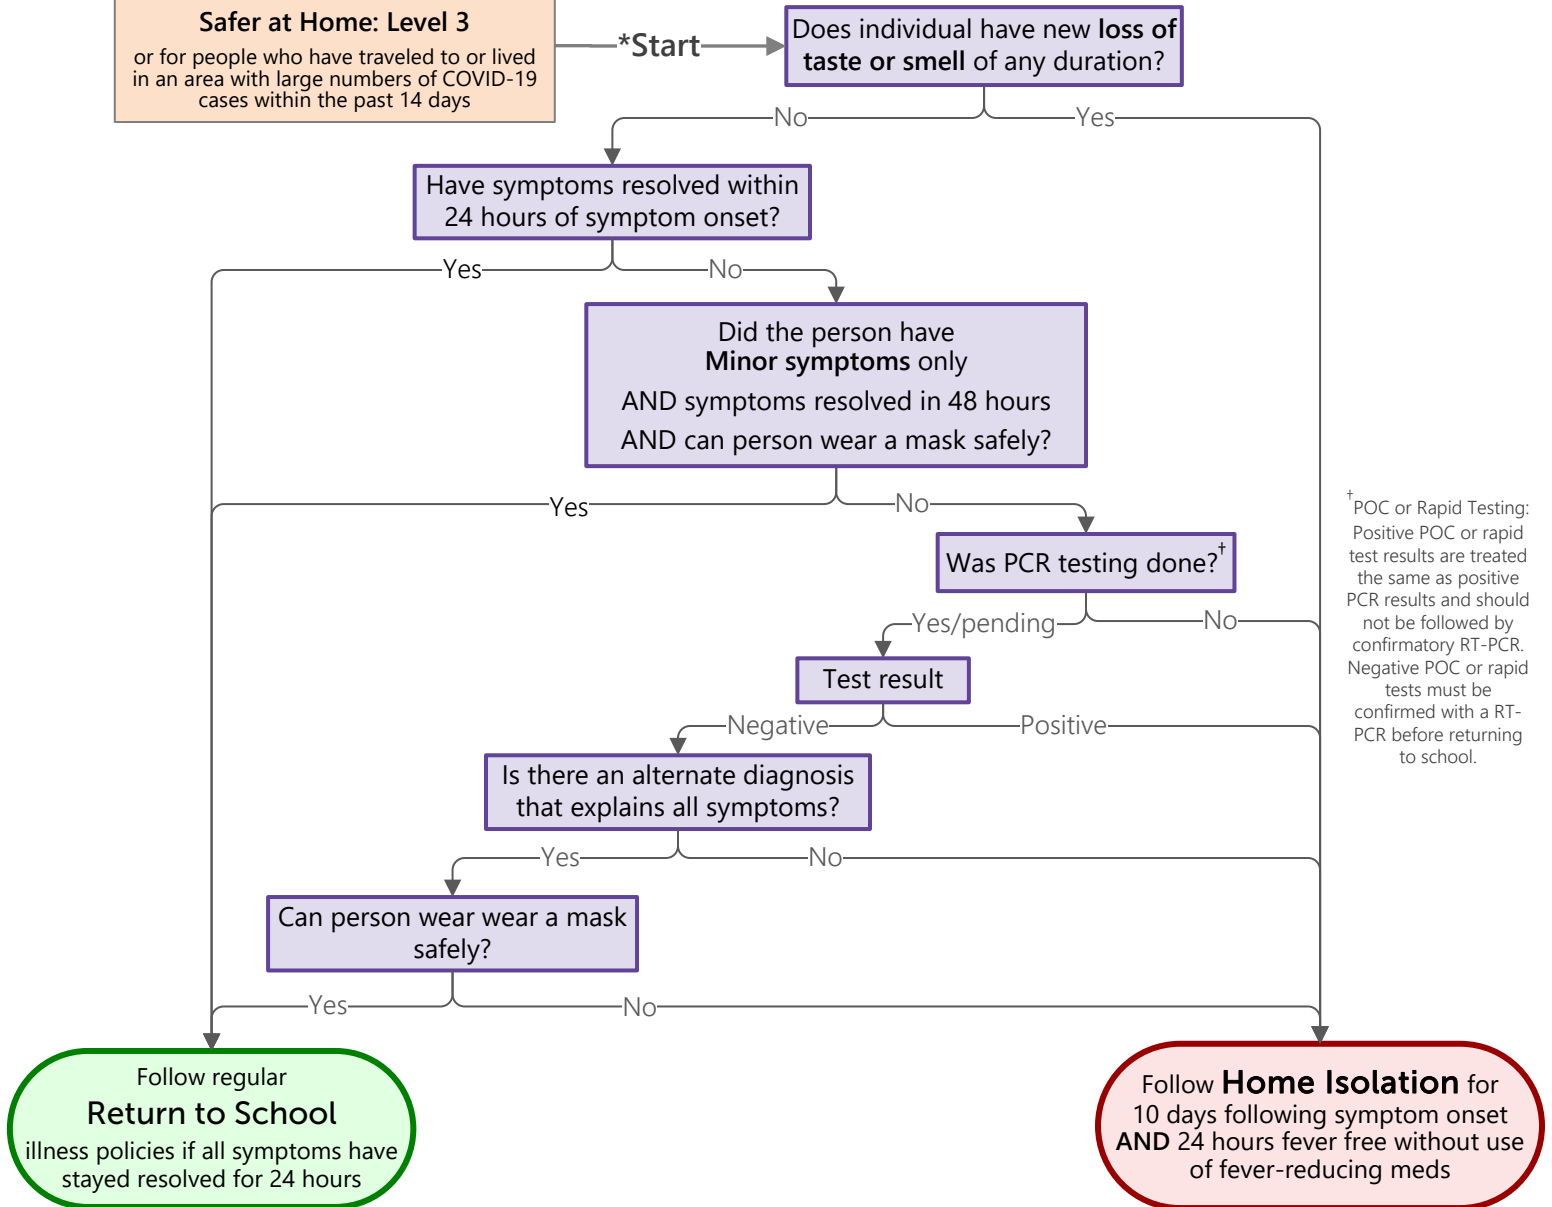 Safer at Home: Level 3
or for people who have traveled to or lived
in an area with large numbers of COVID-19
cases within the past 14 days
*Start
Does individual have new loss of
taste or smell of any duration?
No
Yes
Have symptoms resolved within
24 hours of symptom onset?
Yes
No
Did the person have
Minor symptoms only
AND symptoms resolved in 48 hours
AND can person wear a mask safely?
Yes
No
Was PCR testing done?†
Yes/pending
No
†POC or Rapid Testing:
Positive POC or rapid
test results are treated
the same as positive
PCR results and should
not be followed by
confirmatory RT-PCR.
Negative POC or rapid
tests must be
confirmed with a RT-
PCR before returning
to school.
Test result
Negative
Positive
Is there an alternate diagnosis
that explains all symptoms?
Yes
No
Can person wear wear a mask
safely?
Yes
No
Follow regular
Return to School
illness policies if all symptoms have
stayed resolved for 24 hours
Follow Home Isolation for
10 days following symptom onset
AND 24 hours fever free without use
of fever-reducing meds